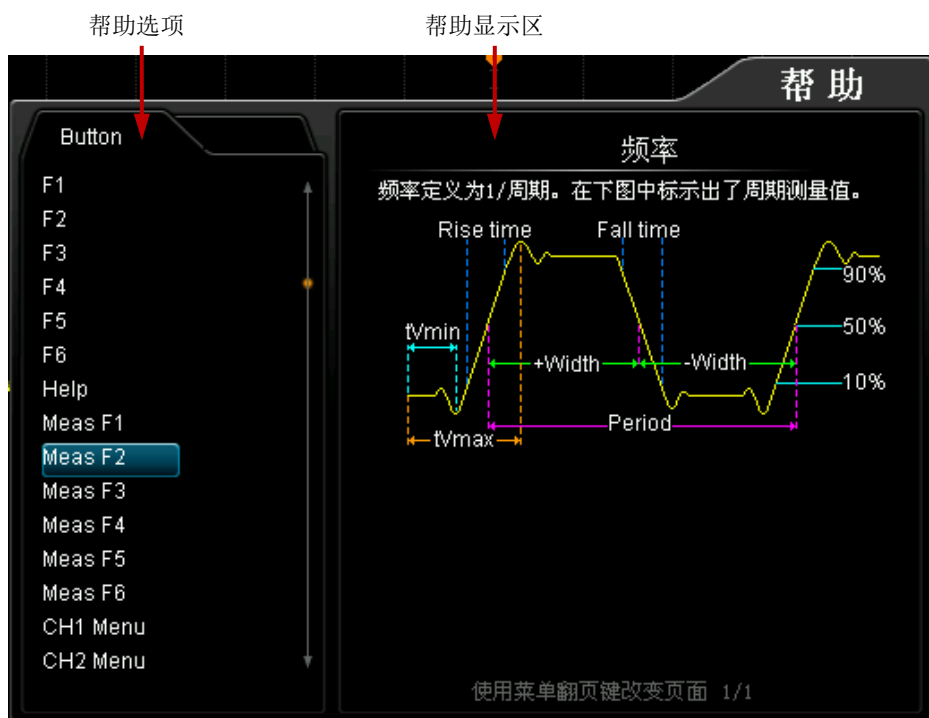 帮助选项
帮助显示区
帮助
Button
F1
F2
F3
F4
F5
F6
Help
Meas F1
Meas F2
Meas F3
Meas F4
Meas F5
Meas F6
CH1 Menu
CH2 Menu
频率
频率定义为1/周期。在下图中标示出了周期测量值。
Rise time
Fall time
90%
tVmin
50%
+Width
-Width
10%
Period
tVmax
使用菜单翻页键改变页面 1/1